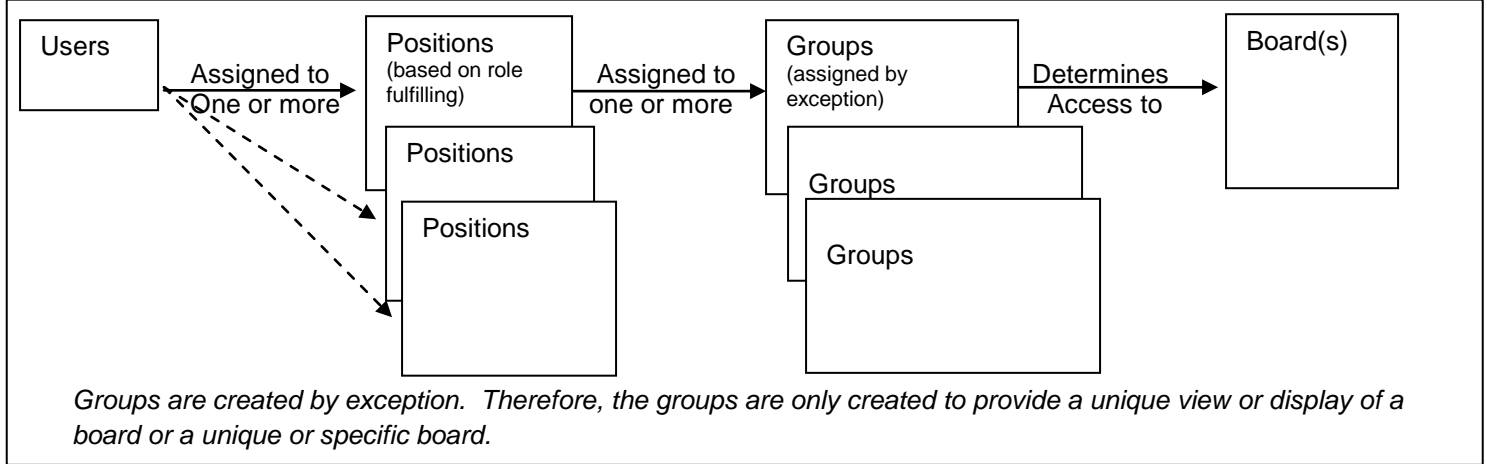 Users
Assigned to
One or more
Positions
(based on role
fulfilling)
Positions
Positions
Assigned to
one or more
Groups
(assigned by
exception)
Groups
Groups
Determines
Access to
Board(s)
Groups are created by exception.  Therefore, the groups are only created to provide a unique view or display of a
board or a unique or specific board.